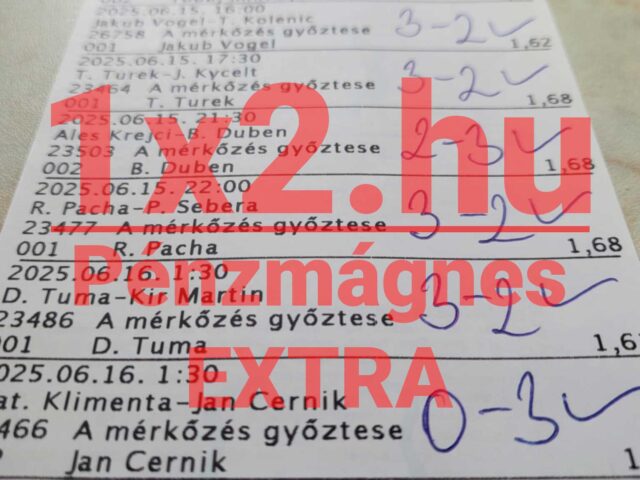 2025.06.15. 16:00
Jakub Vogel-T. Kolenic
26758 A mérkőzés győztese
001 Jakub Vogel 1,62
3-2 ✓
2025.06.15. 17:30
T. Turek-J. Kycelt
23464 A mérkőzés győztese
001 T. Turek 1,68
3-2 ✓
2025.06.15. 21:30
Ales Krejci-B. Duben
23503 A mérkőzés győztese
002 B. Duben 1,68
2-3 ✓
2025.06.15. 22:00
R. Pacha-P. Sebera
23477 A mérkőzés győztese
001 R. Pacha 1,68
3-2 ✓
2025.06.16. 1:30
D. Tuma-Kir Martin
23486 A mérkőzés győztese
001 D. Tuma
3-2 ✓
2025.06.16. 1:30
at. Klimenta-Jan Cernik
466 A mérkőzés győztese
Jan Cernik
0-3 ✓
1x2.hu
Pénzmágnes
EXTRA